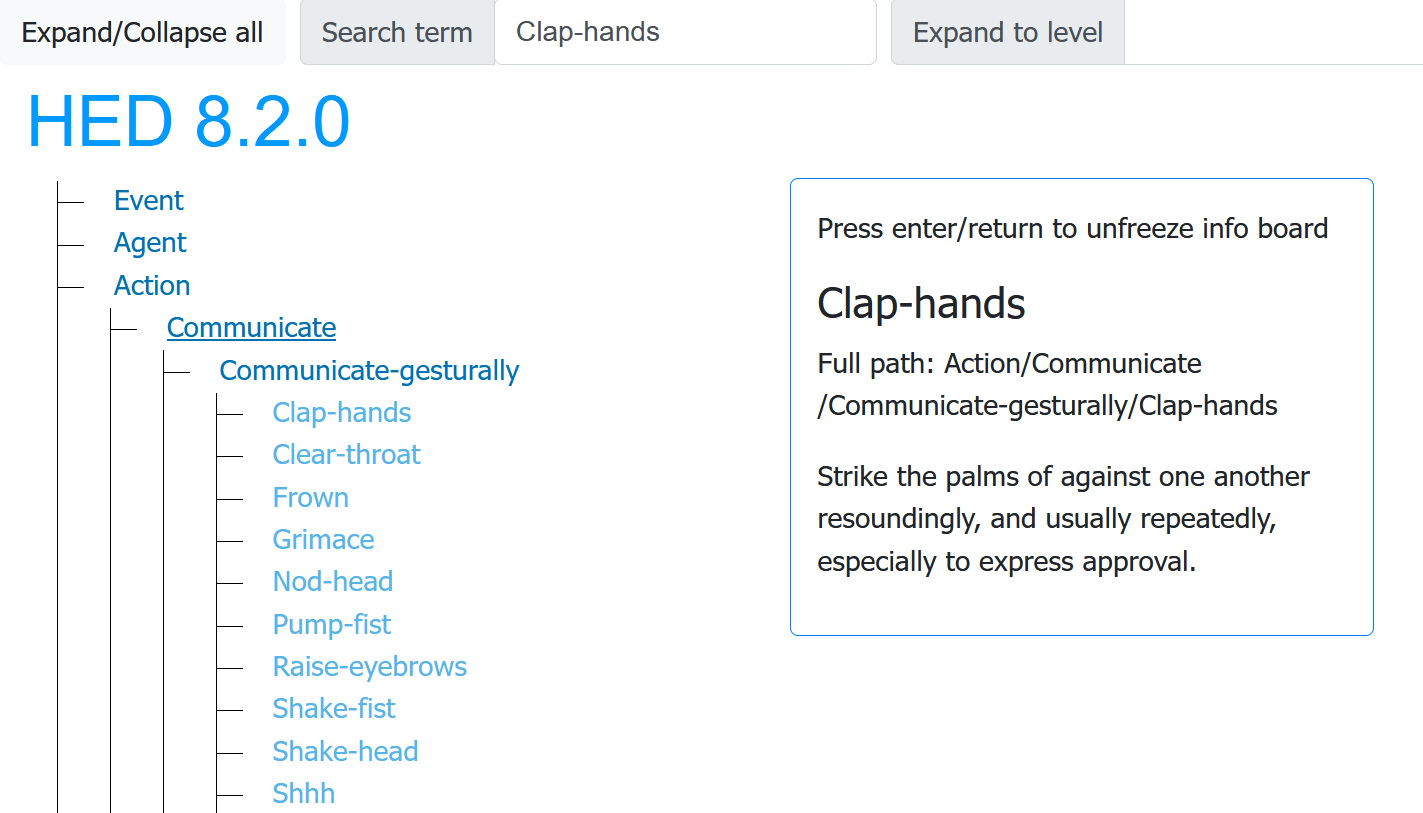 Expand/Collapse all Search term Clap-hands Expand to level
HED 8.2.0
Event
Agent
Action
Communicate
Communicate-gesturally
Clap-hands
Clear-throat
Frown
Grimace
Nod-head
Pump-fist
Raise-eyebrows
Shake-fist
Shake-head
Shhh
Press enter/return to unfreeze info board
Clap-hands
Full path: Action/Communicate
/Communicate-gesturally/Clap-hands
Strike the palms of against one another
resoundingly, and usually repeatedly,
especially to express approval.